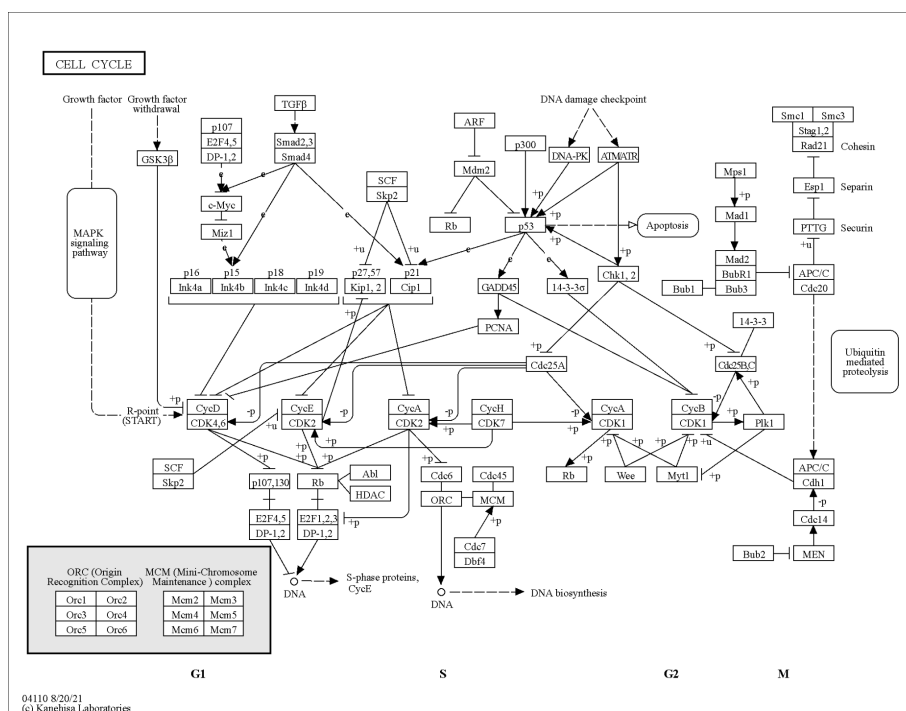 CELL CYCLE
Growth factor
Growth factor
withdrawal
TGFβ
DNA damage checkpoint
Smc1 Smc3
Stag1,2
Rad21
Cohesin
p107
E2F4,5
DP-1,2
Smad2,3
Smad4
ARF
p300
DNA-PK
ATM/ATR
GSK3β
Mdm2
+p
Mps1
+p
Esp1
Separin
e
e
c-Myc
SCF
Skp2
Mad1
MAPK
signaling
pathway
Miz1
e
e
Rb
p53
+p
+p
Apoptosis
PTTG
Securin
+u
+u
+u
e
e
e
+p
Mad2
BubR1
Bub3
Bub1
APC/C
Cdc20
p16
Ink4a
p15
Ink4b
p18
Ink4c
p19
Ink4d
p27,57
Kip1, 2
p21
Cip1
GADD45
14-3-3σ
Chk1, 2
+p
PCNA
14-3-3
+p
+p
Cdc25A
Cdc25B,C
Ubiquitin
mediated
proteolysis
+p
R-point
(START)
CycD
CDK4,6
-p
CycE
CDK2
-p
CycA
CDK2
-p
CycH
CDK7
-p
CycA
CDK1
CycB
CDK1
-p
+p
Plk1
+p
+u
+p
+p
+p
+p
+u
+p
+p
+p
+p
+p
+p
+p
+p
SCF
Skp2
p107,130
Rb
Abl
HDAC
Cdc6
Cdc45
ORC
MCM
Rb
Wee
Myt1
APC/C
Cdh1
-p
E2F4,5
DP-1,2
E2F1,2,3
DP-1,2
+p
+p
Cdc7
Dbf4
Cdc14
Bub2
MEN
DNA
S-phase proteins,
CycE
DNA
DNA biosynthesis
ORC (Origin
Recognition Complex)
MCM (Mini-Chromosome
Maintenance ) complex
Orc1 Orc2 Mcm2 Mcm3
Orc3 Orc4 Mcm4 Mcm5
Orc5 Orc6 Mcm6 Mcm7
G1 S G2 M
04110 8/20/21
(c) Kanehisa Laboratories